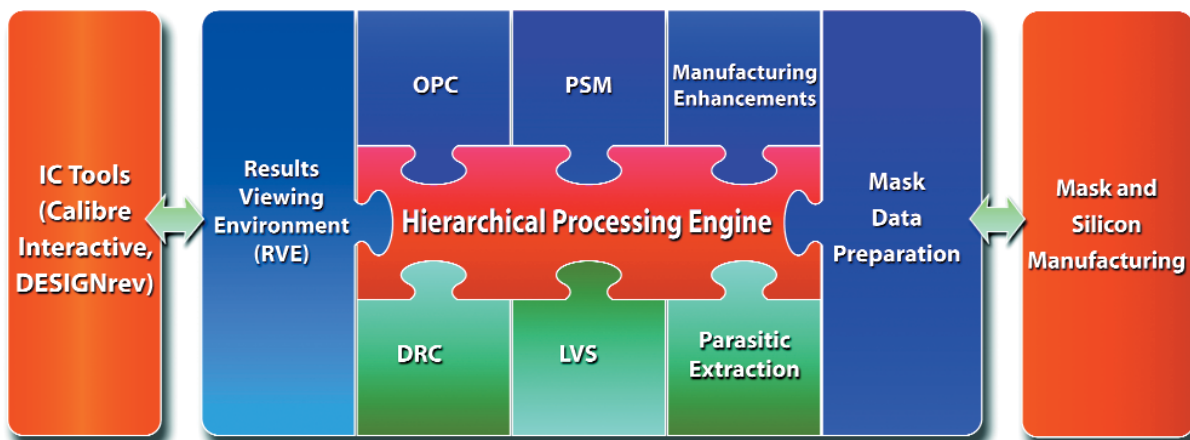 IC Tools
(Calibre
Interactive,
DESIGNrev)
Results
Viewing
Environment
(RVE)
OPC
PSM
Manufacturing
Enhancements
Hierarchical Processing Engine
DRC
LVS
Parasitic
Extraction
Mask
Data
Preparation
Mask and
Silicon
Manufacturing